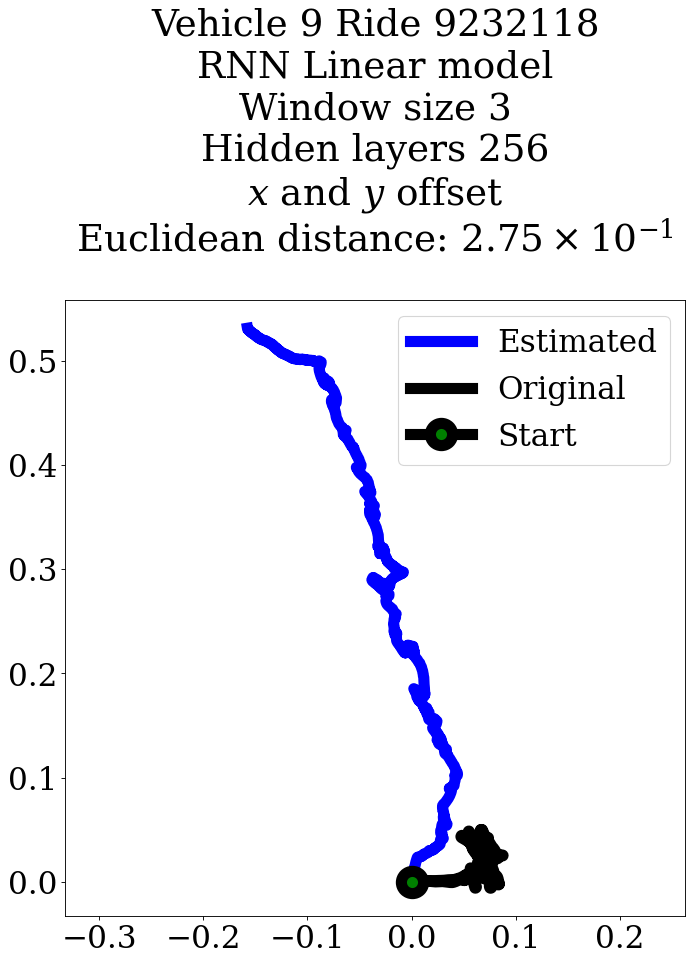 Vehicle 9 Ride 9232118
RNN Linear model
Window size 3
Hidden layers 256
x and y offset
Euclidean distance: 2.75 × 10⁻¹
Estimated
Original
Start
0.5
0.4
0.3
0.2
0.1
0.0
−0.3 −0.2 −0.1 0.0 0.1 0.2